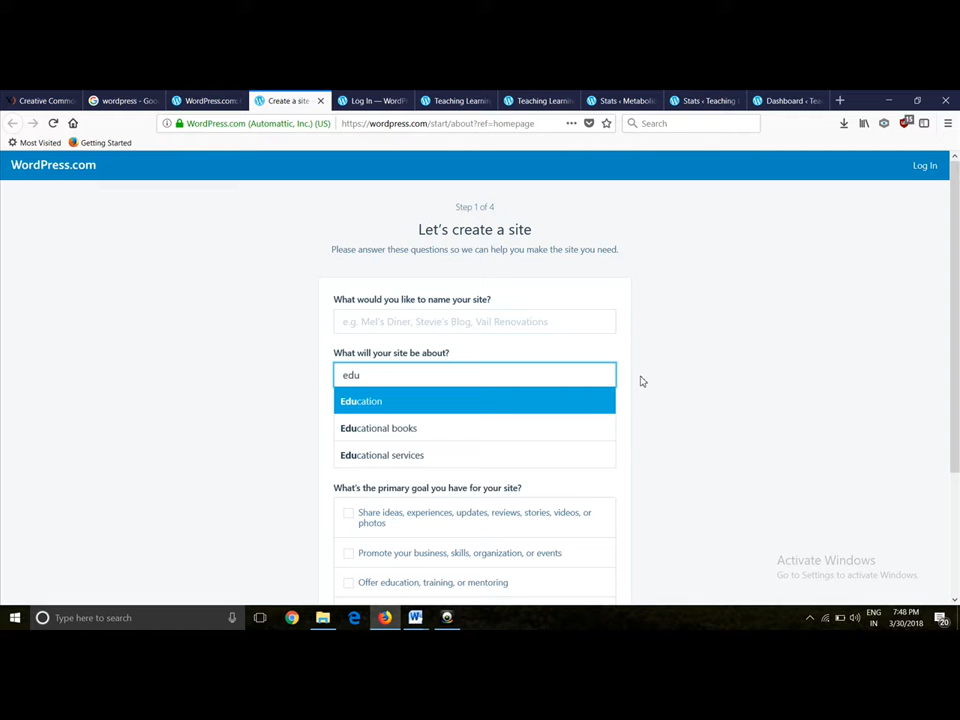 Creative Commo
wordpress - Goo
WordPress.com:
Create a site
Log In — WordPr
Teaching Learnin
Teaching Learnin
Stats ‹ Metabolic
Stats ‹ Teaching
Dashboard ‹ Tea
WordPress.com (Automattic, Inc.) (US)
https://wordpress.com/start/about?ref=homepage
Search
15
Most Visited
Getting Started
WordPress.com
Log In
Step 1 of 4
Let's create a site
Please answer these questions so we can help you make the site you need.
What would you like to name your site?
e.g. Mel's Diner, Stevie's Blog, Vail Renovations
What will your site be about?
edu
Education
Educational books
Educational services
What's the primary goal you have for your site?
Share ideas, experiences, updates, reviews, stories, videos, or
photos
Promote your business, skills, organization, or events
Offer education, training, or mentoring
Activate Windows
Go to Settings to activate Windows.
Type here to search
ENG
IN
7:48 PM
3/30/2018
20